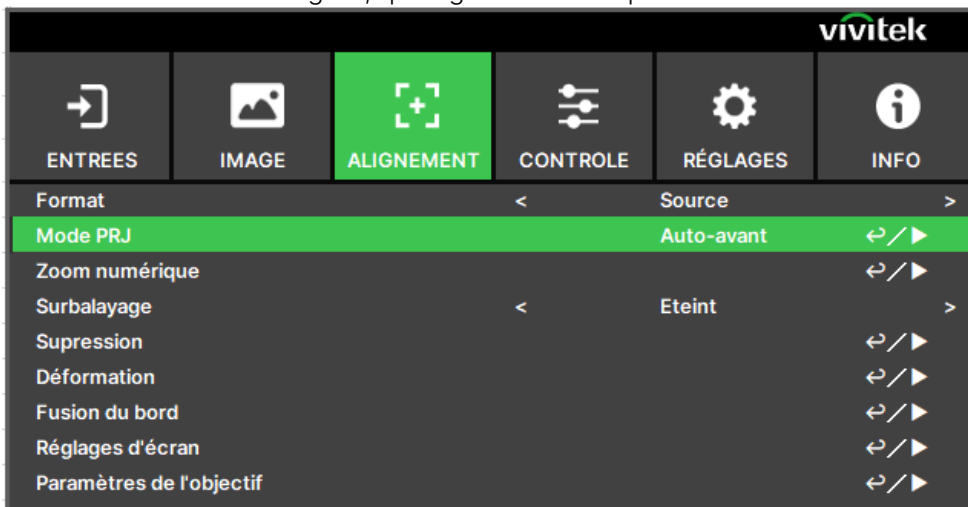 vivitek
ENTREES IMAGE ALIGNEMENT CONTROLE RÉGLAGES INFO
Format < Source >
Mode PRJ Auto-avant ↩/▶
Zoom numérique ↩/▶
Surbalayage < Eteint >
Supression ↩/▶
Déformation ↩/▶
Fusion du bord ↩/▶
Réglages d'écran ↩/▶
Paramètres de l'objectif ↩/▶